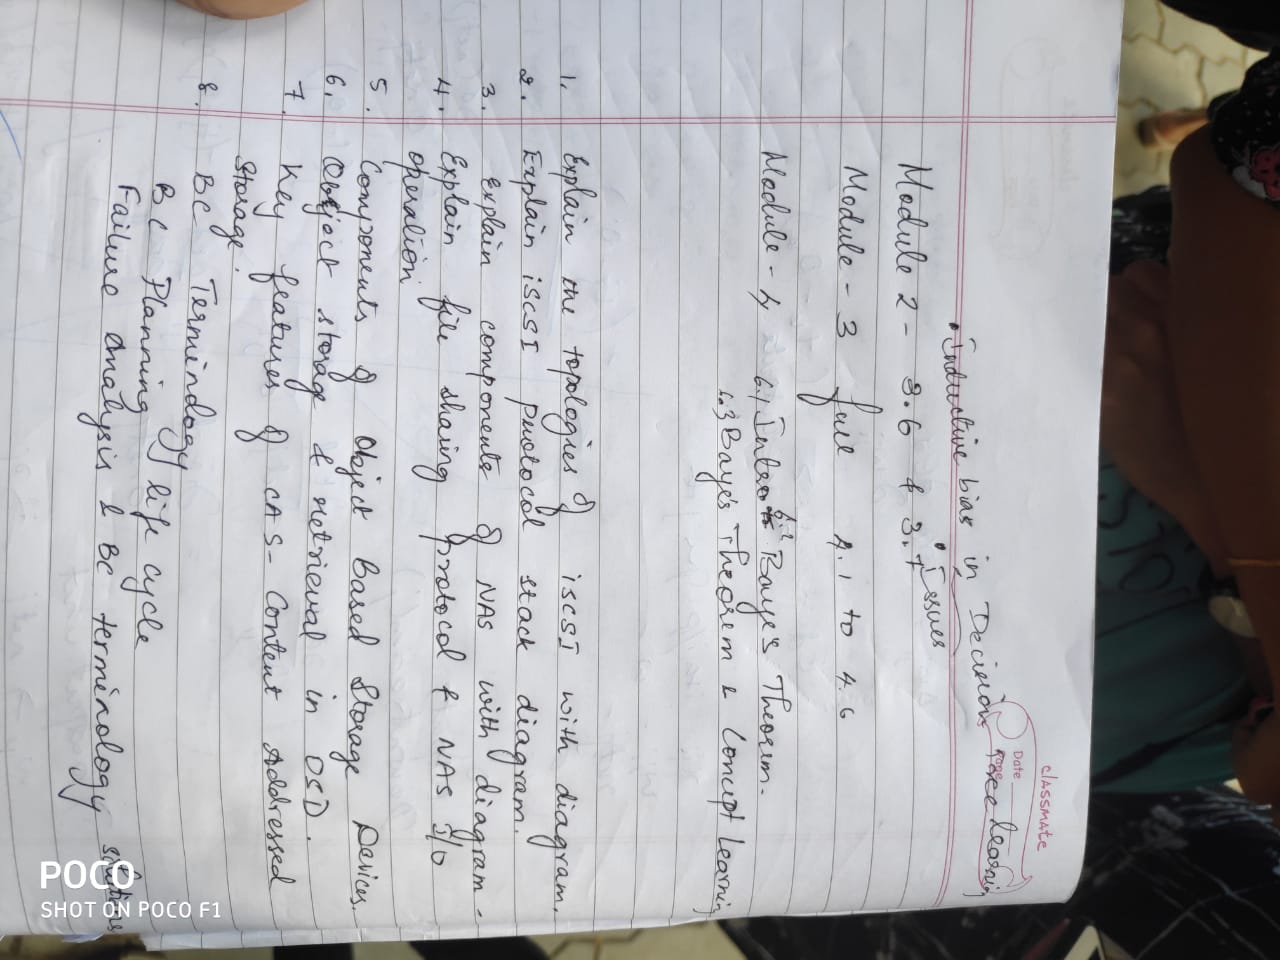 classmate
Date
Page
• Inductive bias in Decision
Tree learning
Module 2 - 3.6 & 3.7 • Issues
Module - 3 full 4.1 to 4.6
Module - 4 6.1 Intro 6.2 Bayes Theorem.
6.3 Bayes Theorem & Concept Learning
1. Explain the topologies of iSCSI with diagram.
2. Explain iSCSI protocol stack diagram.
3. Explain components of NAS with diagram -
4. Explain file sharing protocol & NAS I/O
operation.
5. Components of Object Based Storage Devices.
6. Object storage & retrieval in OSD.
7. Key features of CAS - Content Addressed
Storage.
8. BC Terminology
BC Planning life cycle
Failure Analysis & BC terminology solutions
POCO
SHOT ON POCO F1